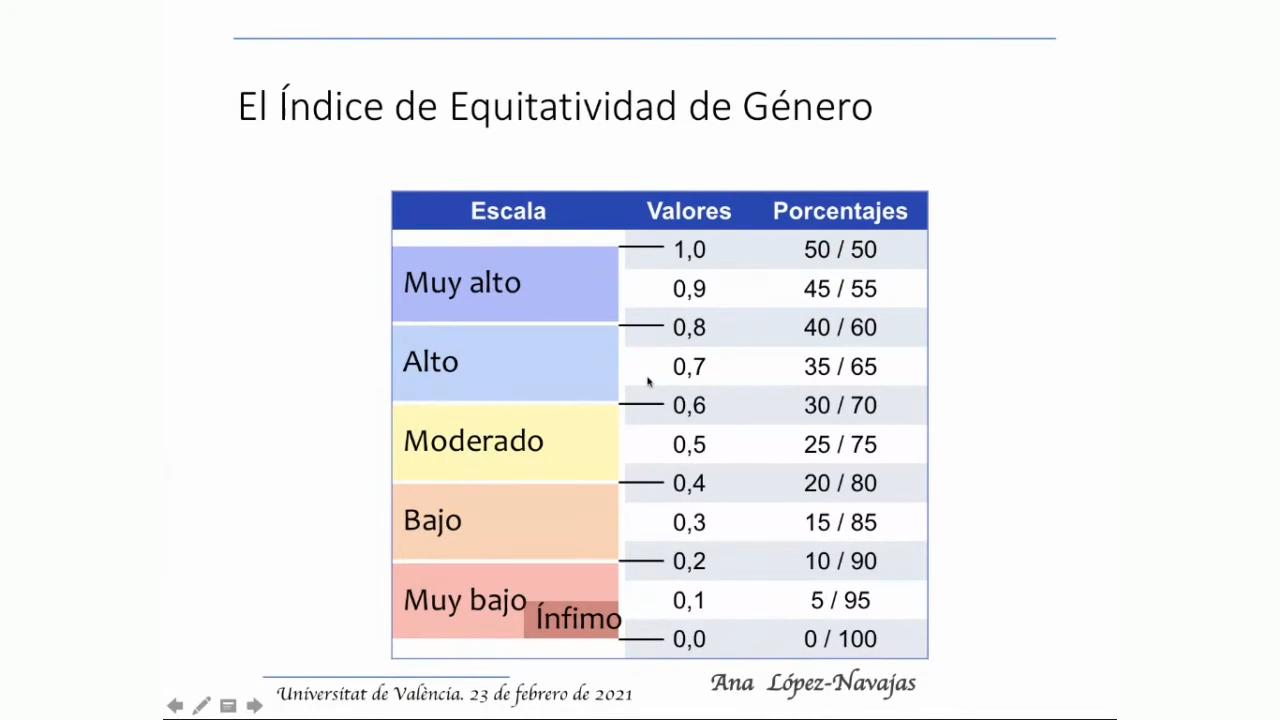 El Índice de Equitatividad de Género
Escala Valores Porcentajes
1,0 50 / 50
Muy alto 0,9 45 / 55
0,8 40 / 60
Alto 0,7 35 / 65
0,6 30 / 70
Moderado 0,5 25 / 75
0,4 20 / 80
Bajo 0,3 15 / 85
0,2 10 / 90
Muy bajo 0,1 5 / 95
Ínfimo 0,0 0 / 100
Universitat de València. 23 de febrero de 2021
Ana López-Navajas